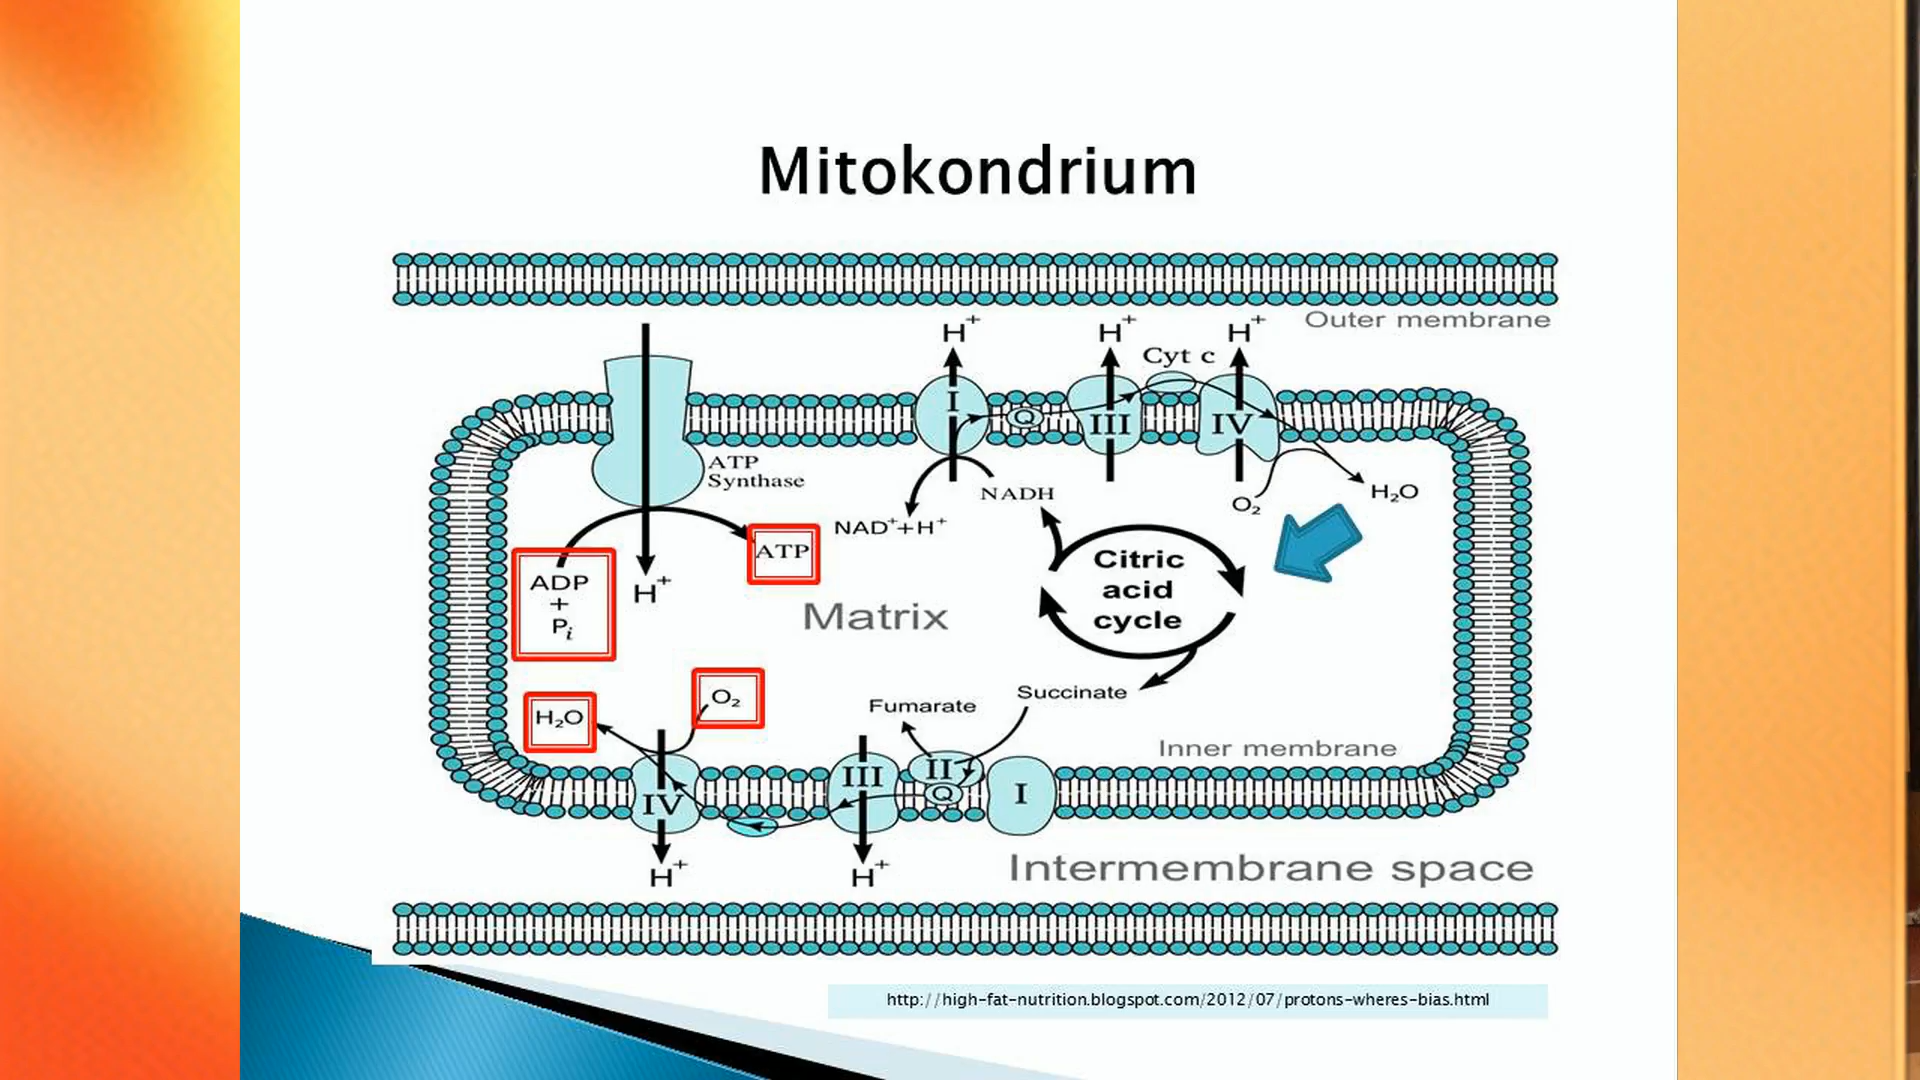 Mitokondrium
Outer membrane
H+
H+
H+
Cyt c
I
Q
III
IV
ATP
Synthase
NADH
O₂
H₂O
NAD⁺+H⁺
ATP
ADP
+
Pi
H+
Matrix
Citric
acid
cycle
O₂
H₂O
Fumarate
Succinate
Inner membrane
IV
III
II
Q
I
H+
H+
Intermembrane space
http://high-fat-nutrition.blogspot.com/2012/07/protons-wheres-bias.html